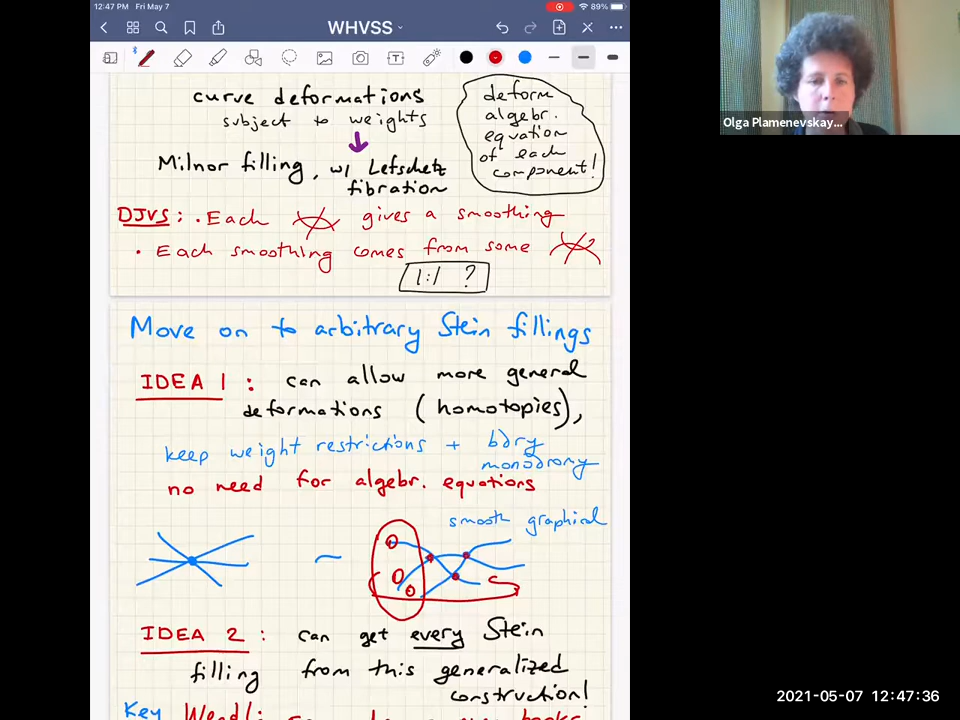 12:47 PM Fri May 7
89%
WHVSS
T
curve deformations
subject to weights
Milnor filling, w/ Lefschetz
fibration
deform
algebr.
equation
of each
component!
DJVS: • Each gives a smoothing
• Each smoothing comes from some
1:1 ?
Move on to arbitrary Stein fillings
IDEA 1: can allow more general
deformations (homotopies),
keep weight restrictions + bdry
monodromy
no need for algebr. equations
smooth graphical
~
IDEA 2: can get every Stein
filling from this generalized
construction!
Key
Olga Plamenevskay...
2021-05-07 12:47:36